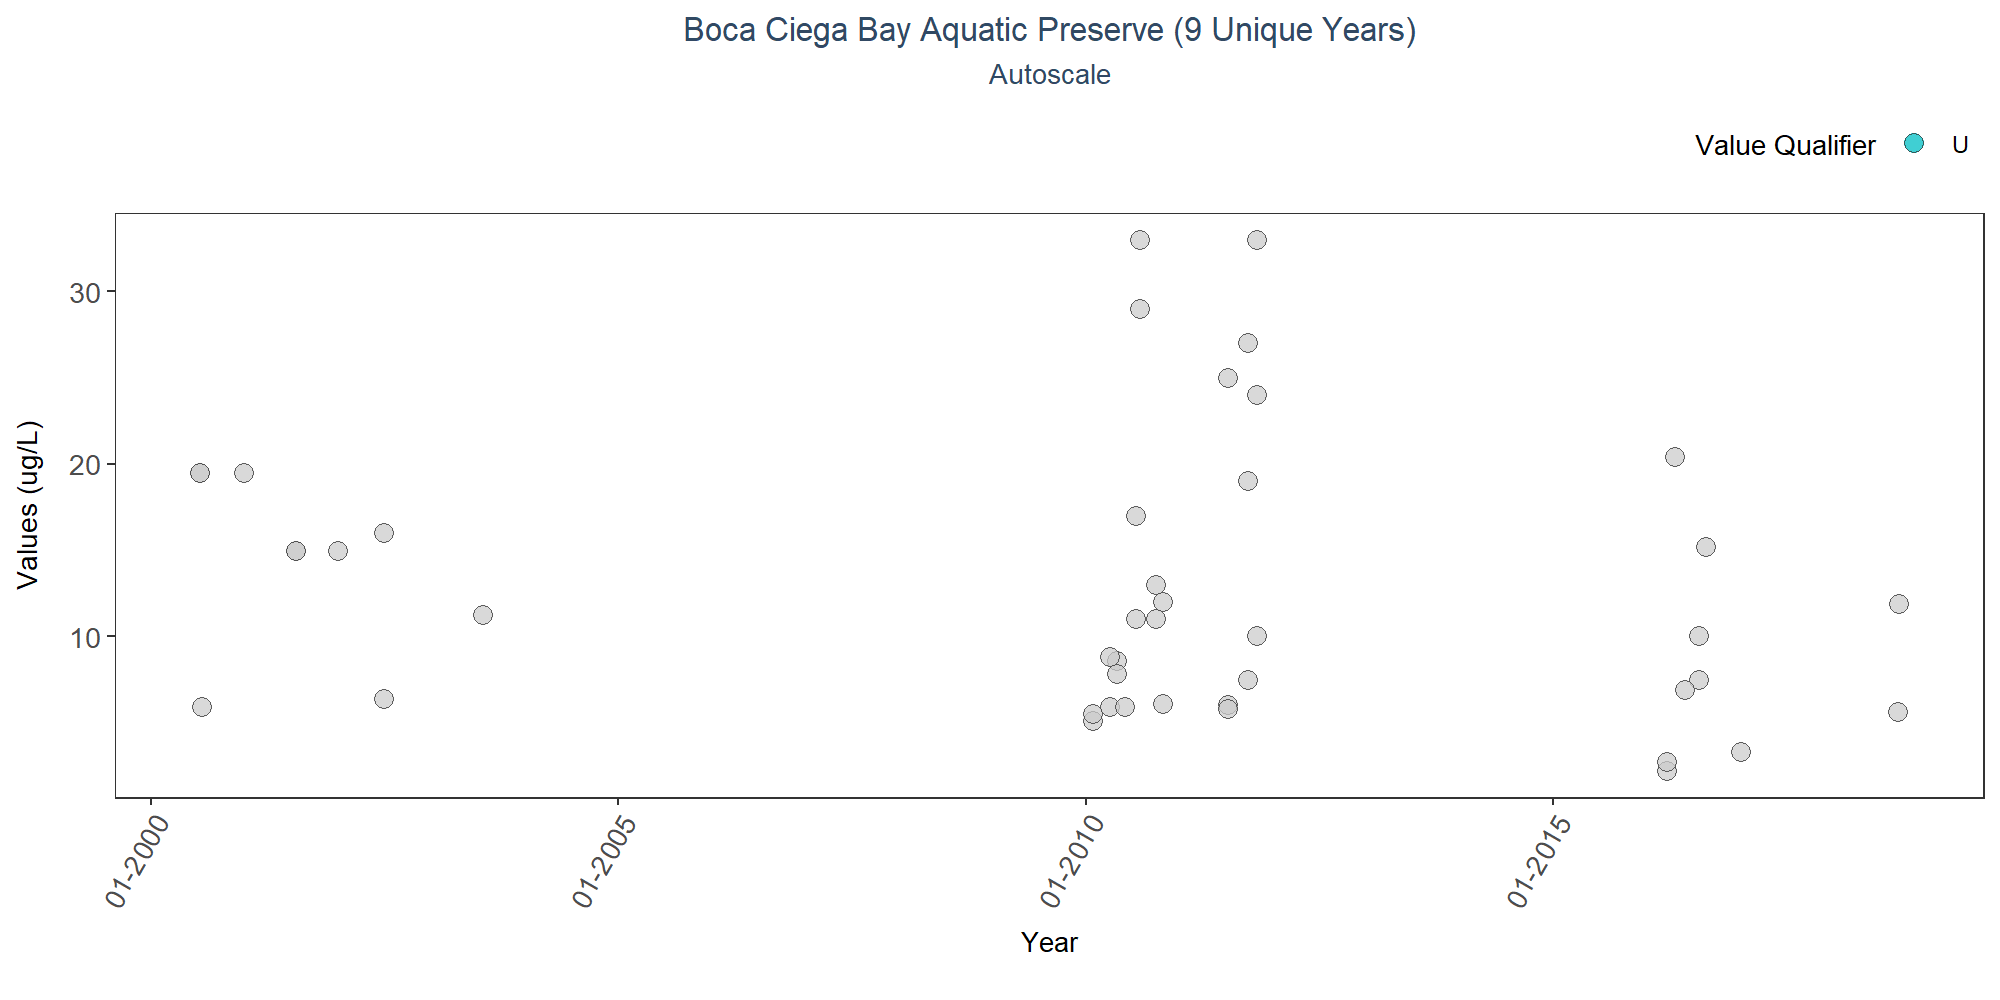 Boca Ciega Bay Aquatic Preserve (9 Unique Years)
Autoscale
Value Qualifier U
Values (ug/L)
30
20
10
01-2000
01-2005
01-2010
01-2015
Year